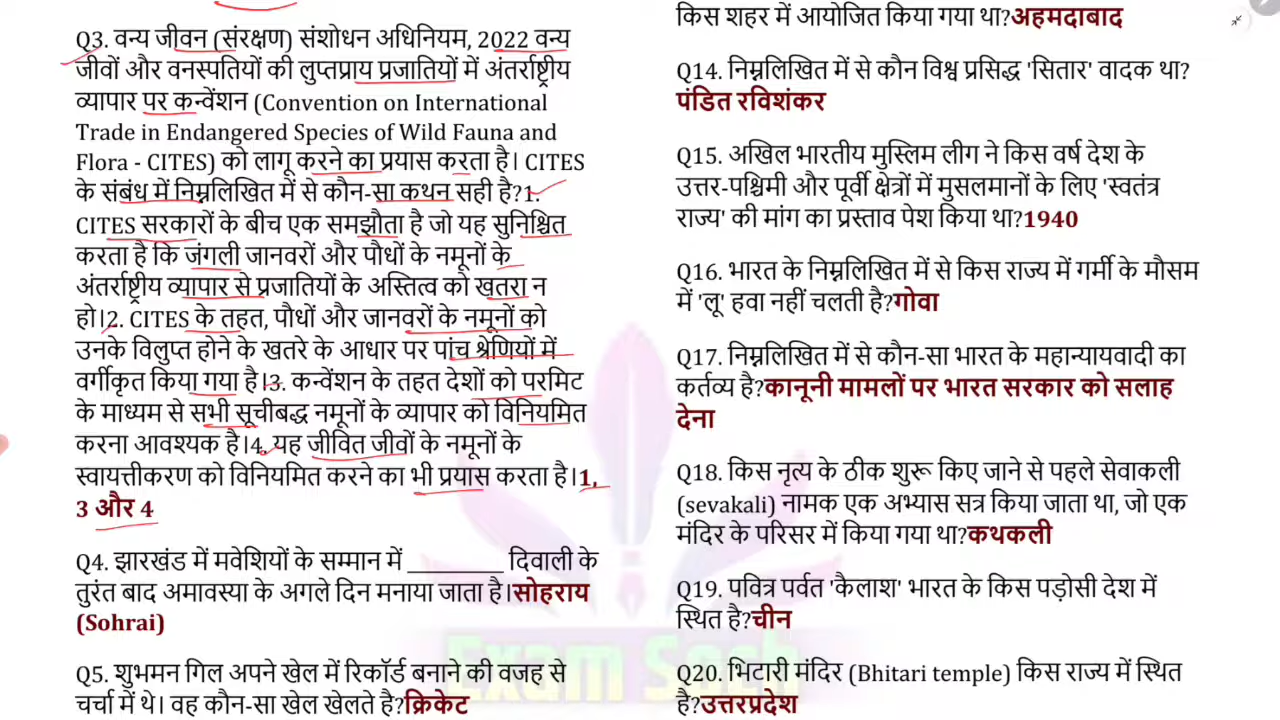 Q3. वन्य जीवन (संरक्षण) संशोधन अधिनियम, 2022 वन्य
जीवों और वनस्पतियों की लुप्तप्राय प्रजातियों में अंतर्राष्ट्रीय
व्यापार पर कन्वेंशन (Convention on International
Trade in Endangered Species of Wild Fauna and
Flora - CITES) को लागू करने का प्रयास करता है। CITES
के संबंध में निम्नलिखित में से कौन-सा कथन सही है?1.
CITES सरकारों के बीच एक समझौता है जो यह सुनिश्चित
करता है कि जंगली जानवरों और पौधों के नमूनों के
अंतर्राष्ट्रीय व्यापार से प्रजातियों के अस्तित्व को खतरा न
हो।2. CITES के तहत, पौधों और जानवरों के नमूनों को
उनके विलुप्त होने के खतरे के आधार पर पांच श्रेणियों में
वर्गीकृत किया गया है।3. कन्वेंशन के तहत देशों को परमिट
के माध्यम से सभी सूचीबद्ध नमूनों के व्यापार को विनियमित
करना आवश्यक है।4. यह जीवित जीवों के नमूनों के
स्वायत्तीकरण को विनियमित करने का भी प्रयास करता है।1,
3 और 4
Q4. झारखंड में मवेशियों के सम्मान में _________ दिवाली के
तुरंत बाद अमावस्या के अगले दिन मनाया जाता है।सोहराय
(Sohrai)
Q5. शुभमन गिल अपने खेल में रिकॉर्ड बनाने की वजह से
चर्चा में थे। वह कौन-सा खेल खेलते है?क्रिकेट
किस शहर में आयोजित किया गया था?अहमदाबाद
Q14. निम्नलिखित में से कौन विश्व प्रसिद्ध 'सितार' वादक था?
पंडित रविशंकर
Q15. अखिल भारतीय मुस्लिम लीग ने किस वर्ष देश के
उत्तर-पश्चिमी और पूर्वी क्षेत्रों में मुसलमानों के लिए 'स्वतंत्र
राज्य' की मांग का प्रस्ताव पेश किया था?1940
Q16. भारत के निम्नलिखित में से किस राज्य में गर्मी के मौसम
में 'लू' हवा नहीं चलती है?गोवा
Q17. निम्नलिखित में से कौन-सा भारत के महान्यायवादी का
कर्तव्य है?कानूनी मामलों पर भारत सरकार को सलाह
देना
Q18. किस नृत्य के ठीक शुरू किए जाने से पहले सेवाकली
(sevakali) नामक एक अभ्यास सत्र किया जाता था, जो एक
मंदिर के परिसर में किया गया था?कथकली
Q19. पवित्र पर्वत 'कैलाश' भारत के किस पड़ोसी देश में
स्थित है?चीन
Q20. भिटारी मंदिर (Bhitari temple) किस राज्य में स्थित
है?उत्तरप्रदेश
Exam Soch